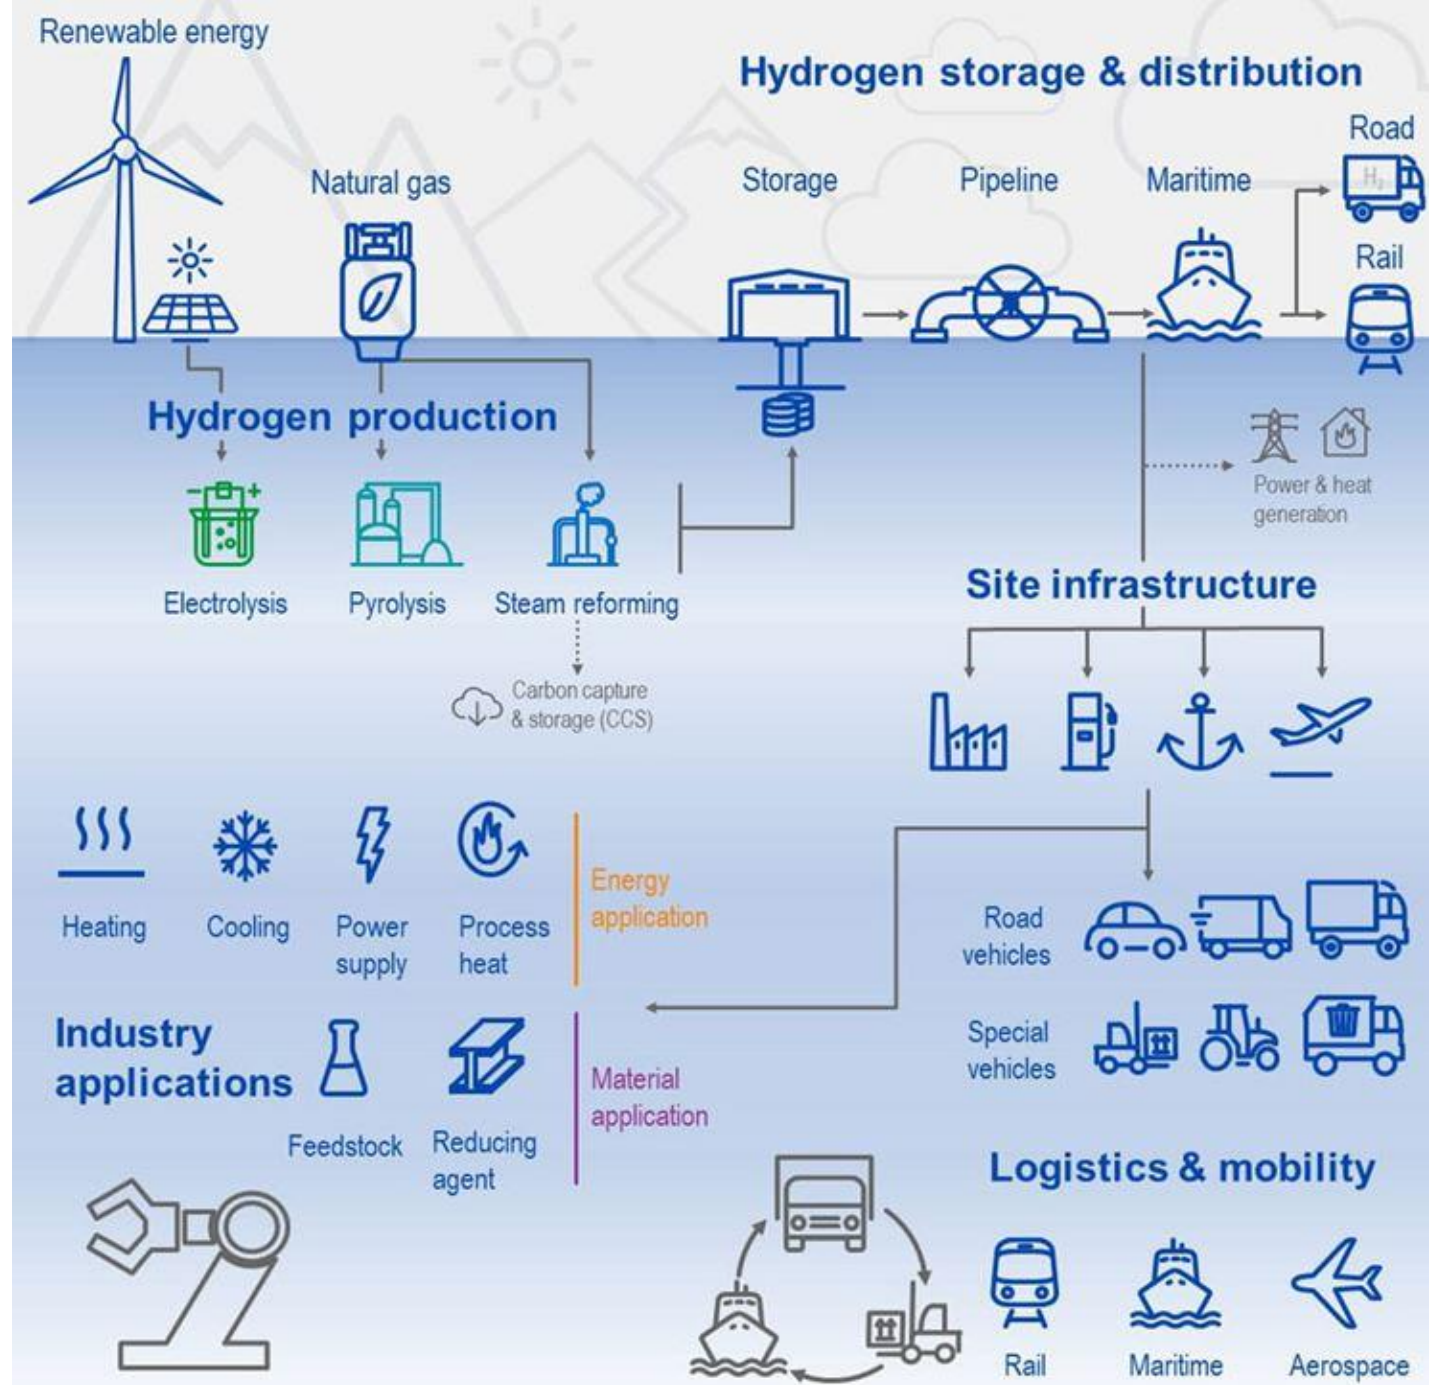 Renewable energy
Hydrogen storage & distribution
Road
Natural gas
Storage
Pipeline
Maritime
H₂
Rail
Hydrogen production
Power & heat
generation
Electrolysis
Pyrolysis
Steam reforming
Site infrastructure
Carbon capture
& storage (CCS)
Energy
application
Heating
Cooling
Power
supply
Process
heat
Road
vehicles
Industry
applications
Special
vehicles
Material
application
Feedstock
Reducing
agent
Logistics & mobility
Rail
Maritime
Aerospace